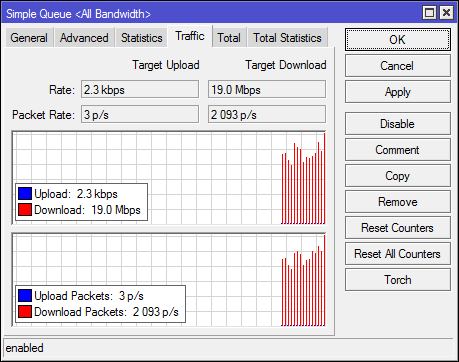 Simple Queue <All Bandwidth>
General Advanced Statistics Traffic Total Total Statistics
OK
Target Upload Target Download
Cancel
Rate: 2.3 kbps 19.0 Mbps
Apply
Packet Rate: 3 p/s 2 093 p/s
Disable
Comment
Copy
Upload: 2.3 kbps
Remove
Download: 19.0 Mbps
Reset Counters
Reset All Counters
Torch
Upload Packets: 3 p/s
Download Packets: 2 093 p/s
enabled